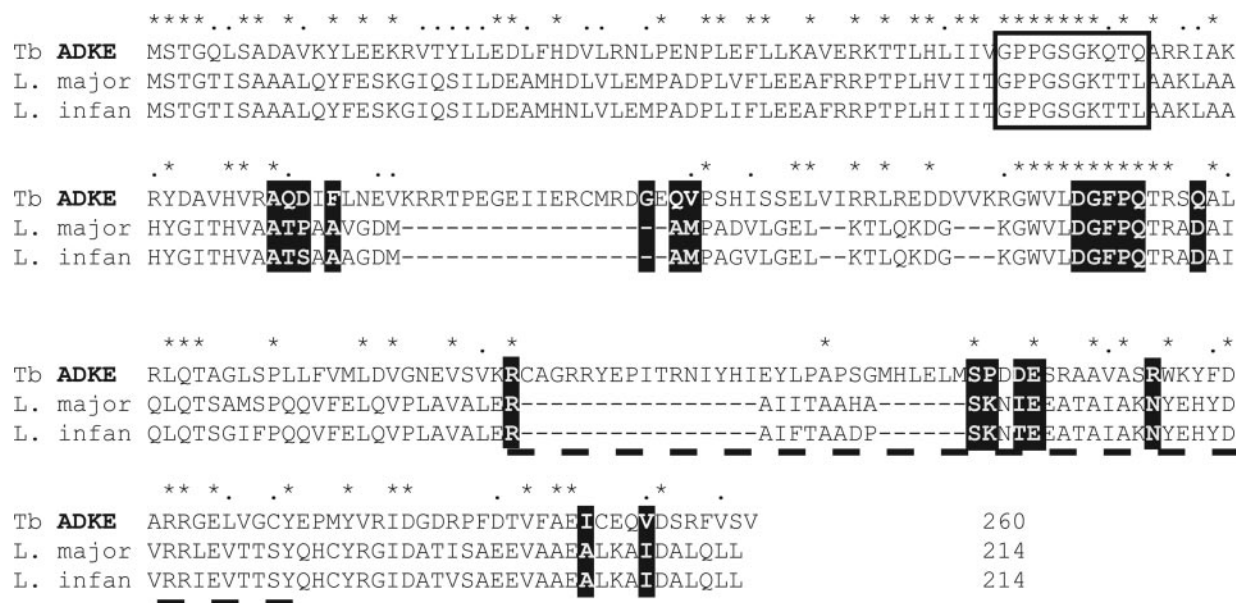 **** .. * ** * * .... .. . * .. * ** * * ** * .** ******* . * * . . *
Tb ADKE MSTGQLSADAVKYLEEKRVTYLLEDLFHDVLRNLPENPLEFLLKAVERKTTLHLIIVGPPGSGKQTQARRIAK
L. major MSTGTISAAALQYFESKGIQSILDEAMHDLVLEMPADPLVFLEEAFRRPTPLHVIITGPPGSGKTTLAAKLAA
L. infan MSTGTISAAALQYFESKGIQSILDEAMHNLVLEMPADPLIFLEEAFRRPTPLHIIITGPPGSGKTTLAAKLAA
.* ** *. * * . * * ** * * * *********** * * .
Tb ADKE RYDAVHVRAQDIFLNEVKRRTPEGEIIERCMRDGEQVPSHISSELVIRRLREDDVVKRGWVLDGFPQTRSQAL
L. major HYGITHVAATPAAVGDM-----------------AMPADVLGEL--KTLQKDG---KGWVLDGFPQTRADAI
L. infan HYGITHVAATSAAAGDM-----------------AMPAGVLGEL--KTLQKDG---KGWVLDGFPQTRADAI
*** * * * * . * * * * * . * . *
Tb ADKE RLQTAGLSPLLFVMLDVGNEVSVKRCAGRRYEPITRNIYHIEYLPAPSGMHLELMSPDDESRAAVASRWKYFD
L. major QLQTSAMSPQQVFELQVPLAVALER----------------AIITAAHA------SKNIEEATAIAKNYEHYD
L. infan QLQTSGIFPQQVFELQVPLAVALER----------------AIFTAADP------SKNTEEATAIAKNYEHYD
** * . . * * * ** . * ** . * .
Tb ADKE ARRGELVGCYEPMYVRIDGDRPFDTVFAEICEQVDSRFVSV 260
L. major VRRLEVTTSYQHCYRGIDATISAEEVAAEALKAIDALQLL 214
L. infan VRRIEVTTSYQHCYRGIDATVSAEEVAAEALKAIDALQLL 214